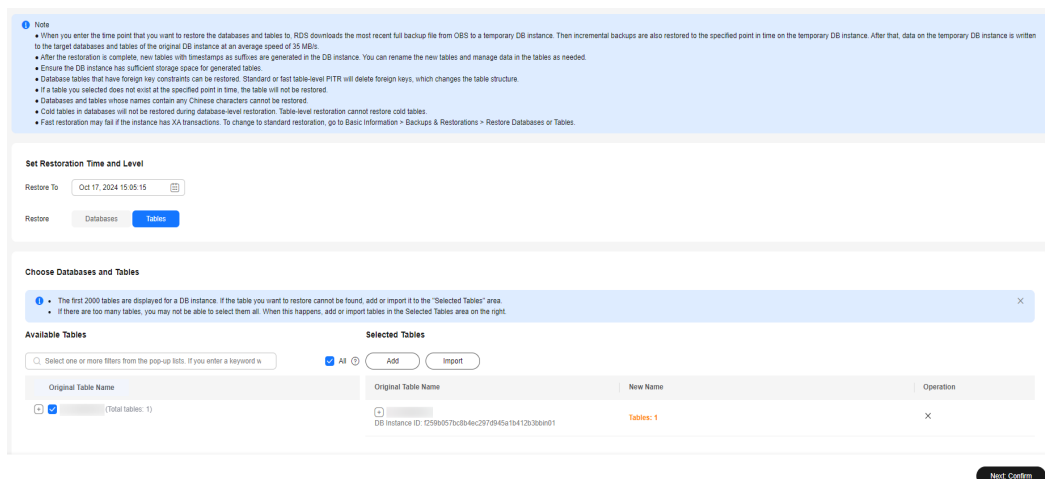 Note
● When you enter the time point that you want to restore the databases and tables to, RDS downloads the most recent full backup file from OBS to a temporary DB instance. Then incremental backups are also restored to the specified point in time on the temporary DB instance. After that, data on the temporary DB instance is written
to the target databases and tables of the original DB instance at an average speed of 35 MB/s.
● After the restoration is complete, new tables with timestamps as suffixes are generated in the DB instance. You can rename the new tables and manage data in the tables as needed.
● Ensure the DB instance has sufficient storage space for generated tables.
● Database tables that have foreign key constraints can be restored. Standard or fast table-level PITR will delete foreign keys, which changes the table structure.
● If a table you selected does not exist at the specified point in time, the table will not be restored.
● Databases and tables whose names contain any Chinese characters cannot be restored.
● Cold tables in databases will not be restored during database-level restoration. Table-level restoration cannot restore cold tables.
● Fast restoration may fail if the instance has XA transactions. To change to standard restoration, go to Basic Information > Backups & Restorations > Restore Databases or Tables.
Set Restoration Time and Level
Restore To Oct 17, 2024 15:05:15
Restore Databases Tables
Choose Databases and Tables
● The first 2000 tables are displayed for a DB instance. If the table you want to restore cannot be found, add or import it to the "Selected Tables" area.
● If there are too many tables, you may not be able to select them all. When this happens, add or import tables in the Selected Tables area on the right.
Available Tables Selected Tables
Select one or more filters from the pop-up lists. If you enter a keyword w All Add Import
Original Table Name Original Table Name New Name Operation
(Total tables: 1) Tables: 1
DB Instance ID: f259b057bc8b4ec297d945a1b412b3bbin01
Next: Confirm